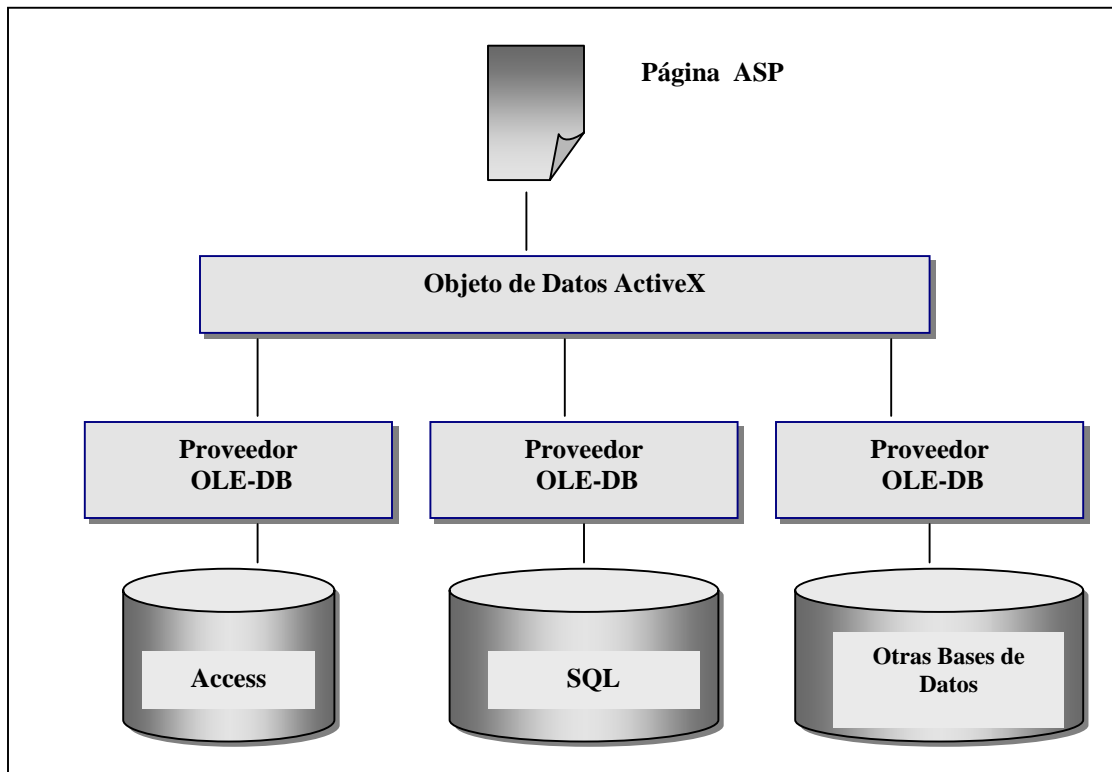 Página ASP
Objeto de Datos ActiveX
Proveedor
OLE-DB
Proveedor
OLE-DB
Proveedor
OLE-DB
Access
SQL
Otras Bases de
Datos